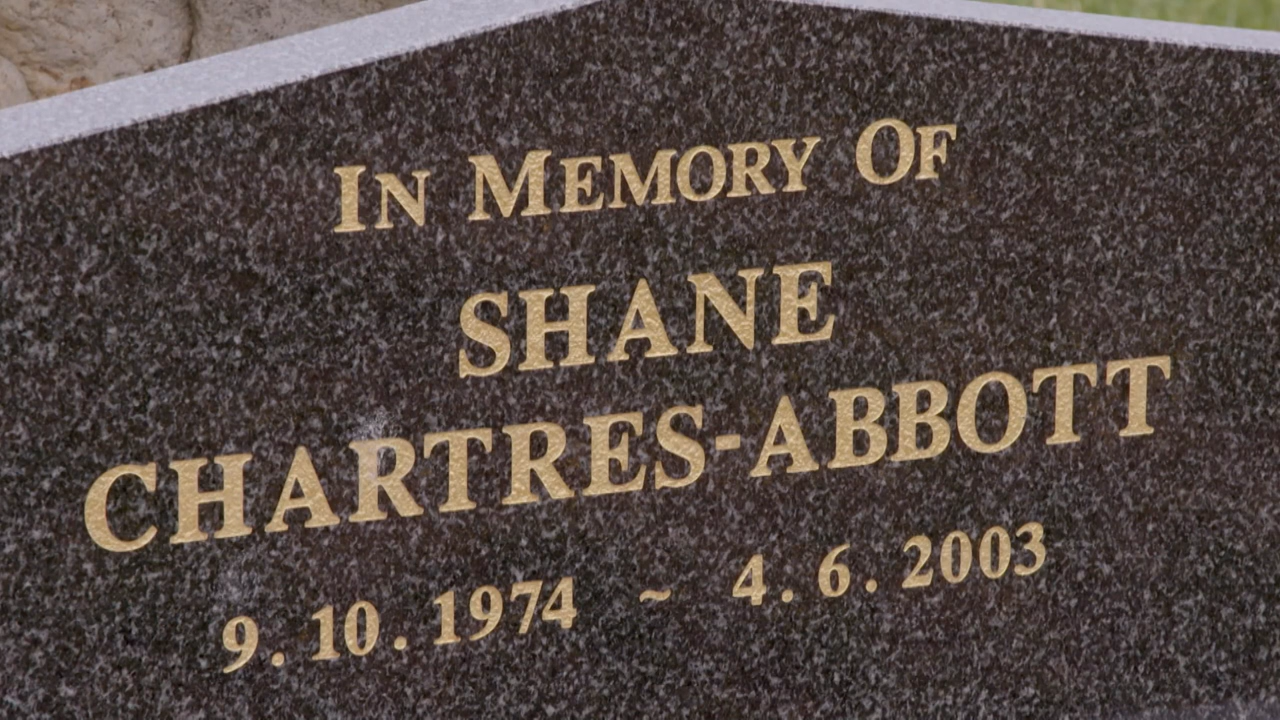 IN MEMORY OF
SHANE
CHARTRES-ABBOTT
9.10.1974 ~ 4.6.2003